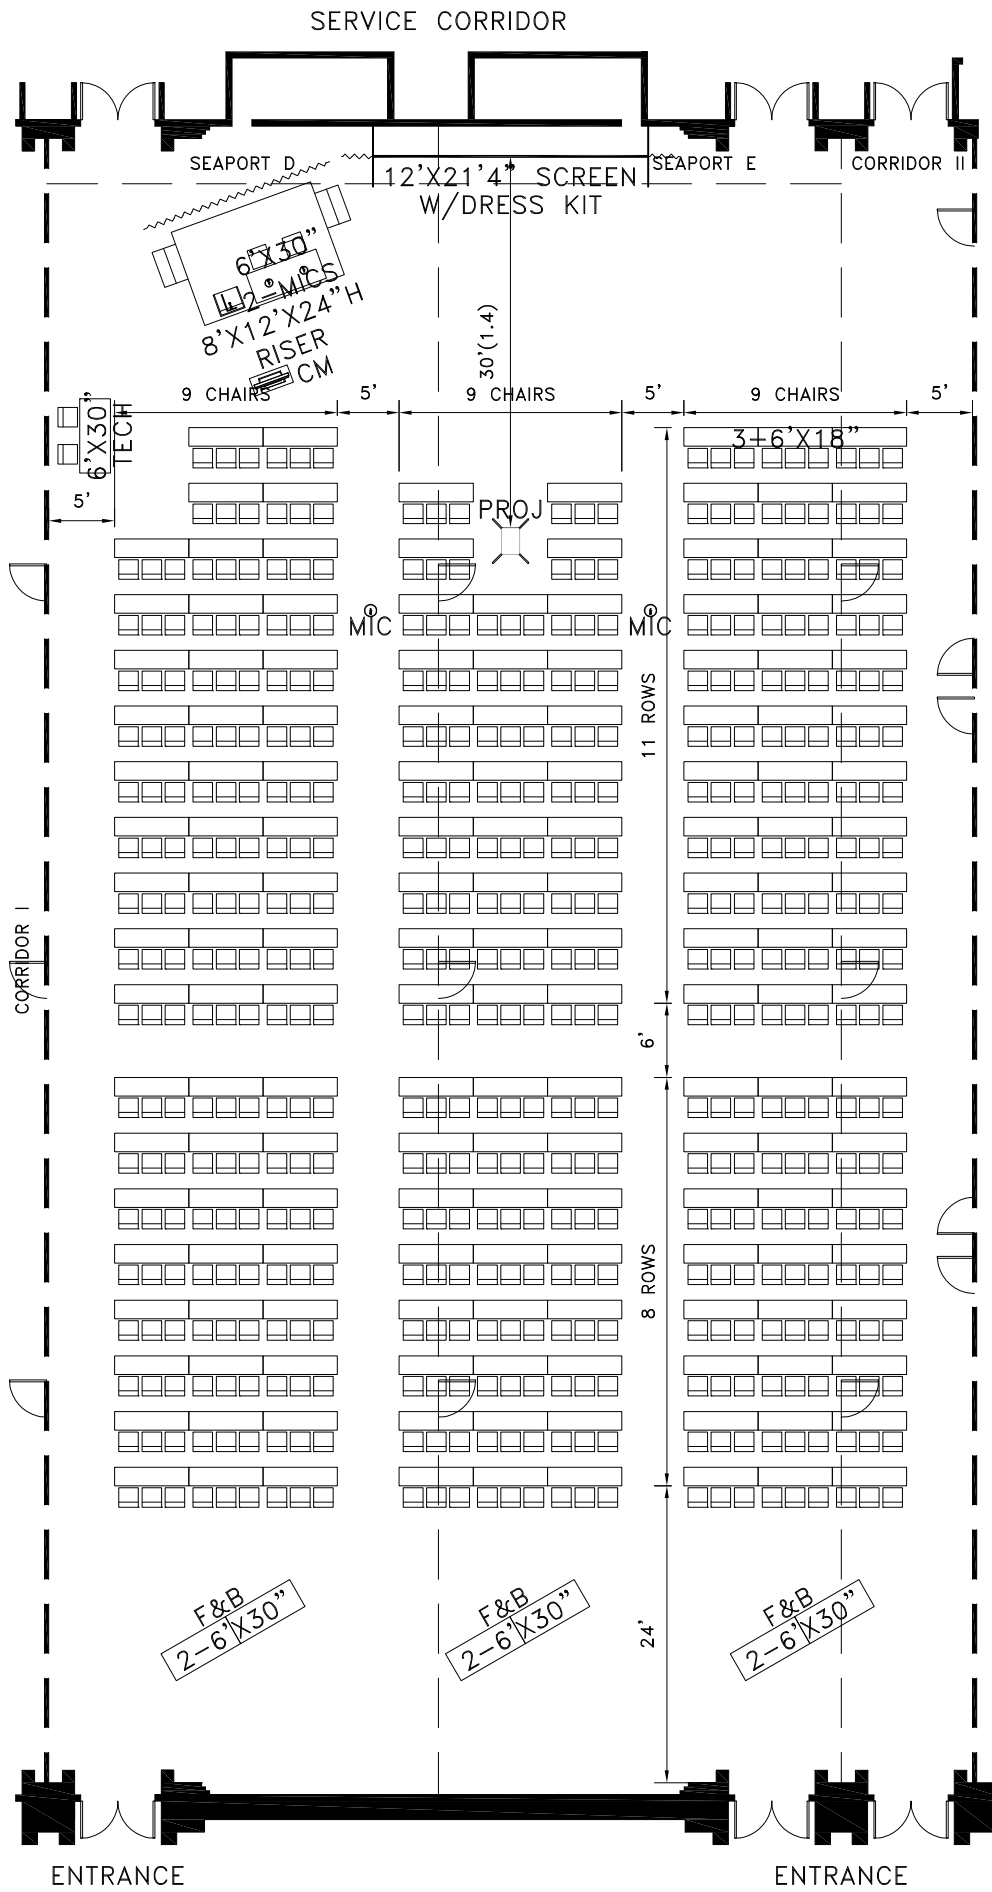 SERVICE CORRIDOR
SEAPORT D
SEAPORT E
CORRIDOR II
12'X21'4" SCREEN
W/DRESS KIT
6'X30"
2-MICS
8'X12'X24"H
RISER
CM
30'(1.4)
9 CHAIRS
5'
9 CHAIRS
5'
9 CHAIRS
5'
6'X30"
TECH
3+6'X18"
5'
PROJ
MIC
MIC
11 ROWS
CORRIDOR I
6'
8 ROWS
F&B
2-6'X30"
F&B
2-6'X30"
F&B
2-6'X30"
24'
ENTRANCE
ENTRANCE